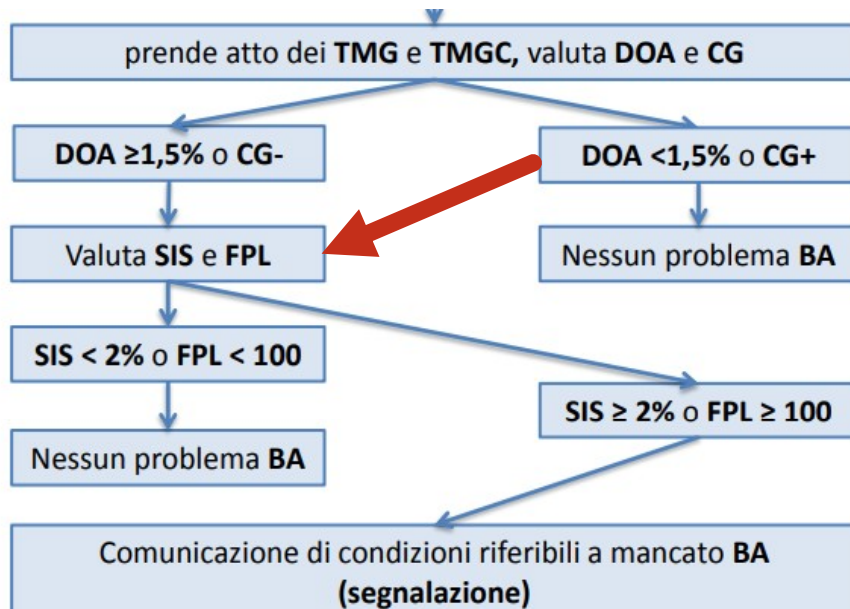 prende atto dei TMG e TMGC, valuta DOA e CG
DOA ≥1,5% o CG-
DOA <1,5% o CG+
Valuta SIS e FPL
Nessun problema BA
SIS < 2% o FPL < 100
SIS ≥ 2% o FPL ≥ 100
Nessun problema BA
Comunicazione di condizioni riferibili a mancato BA
(segnalazione)